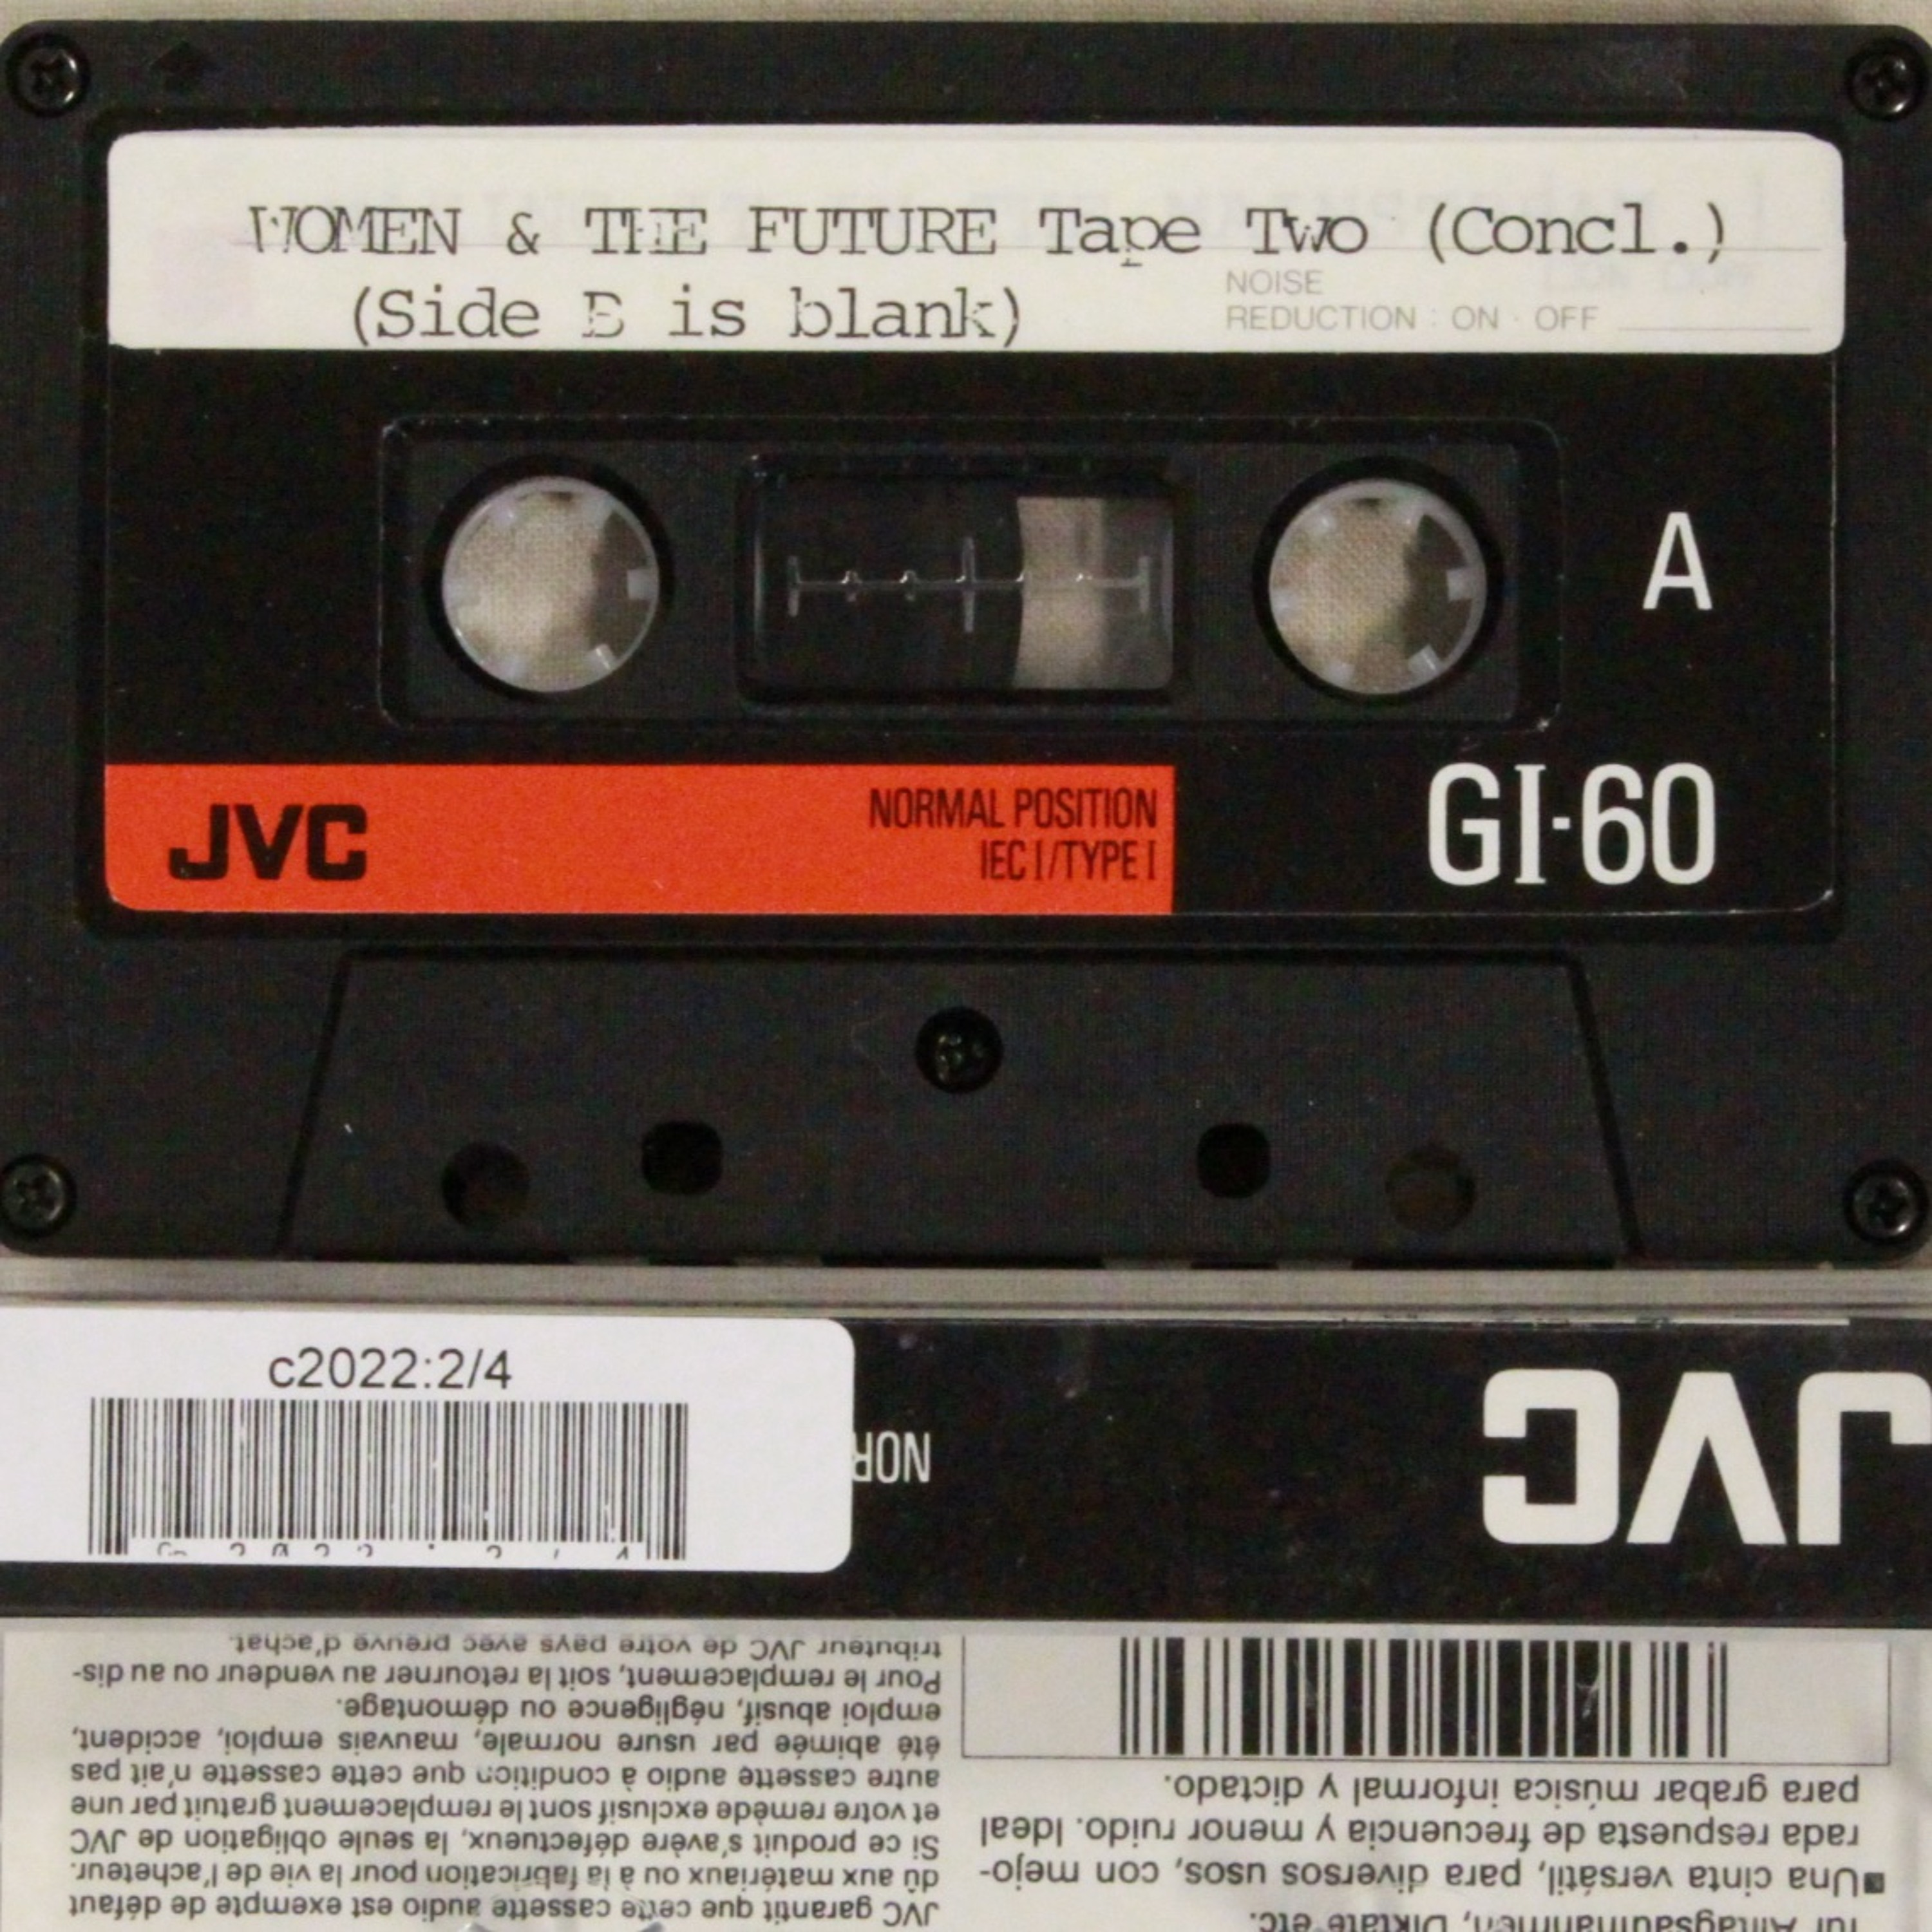 WOMEN & THE FUTURE Tape Two (Concl.)
(Side B is blank)
NOISE
REDUCTION : ON · OFF
A
JVC
NORMAL POSITION
IEC I/TYPE I
GI-60
c2022:2/4
NOR
JVC
JVC garantit que cette cassette audio est exempte de défaut
dû aux matériaux ou à la fabrication pour la vie de l'acheteur.
Si ce produit s'avère défectueux, la seule obligation de JVC
et votre remède exclusif sont le remplacement gratuit par une
autre cassette audio à condition que cette cassette n'ait pas
été abimée par usure normale, mauvais emploi, accident,
emploi abusif, négligence ou démontage.
Pour le remplacement, soit la retourner au vendeur ou au dis-
tributeur JVC de votre pays avec preuve d'achat.
für Alltagsaufnahmen, Diktate etc.
■Una cinta versátil, para diversos usos, con mejo-
rada respuesta de frecuencia y menor ruido. Ideal
para grabar música informal y dictado.